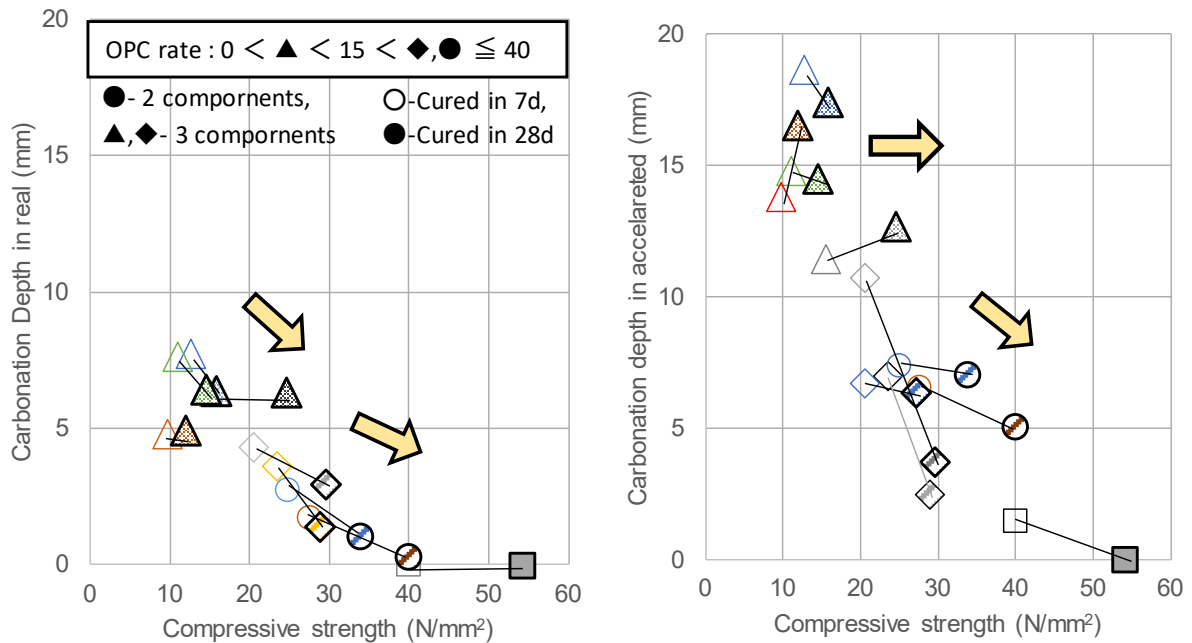 20
15
10
5
0
0 10 20 30 40 50 60
Carbonation Depth in real (mm)
Compressive strength (N/mm²)
OPC rate : 0 < ▲ < 15 < ◆,● ≦ 40
●- 2 compornents,
○-Cured in 7d,
▲,◆- 3 compornents
●-Cured in 28d
20
15
10
5
0
0 10 20 30 40 50 60
Carbonation depth in accelareted (mm)
Compressive strength (N/mm²)